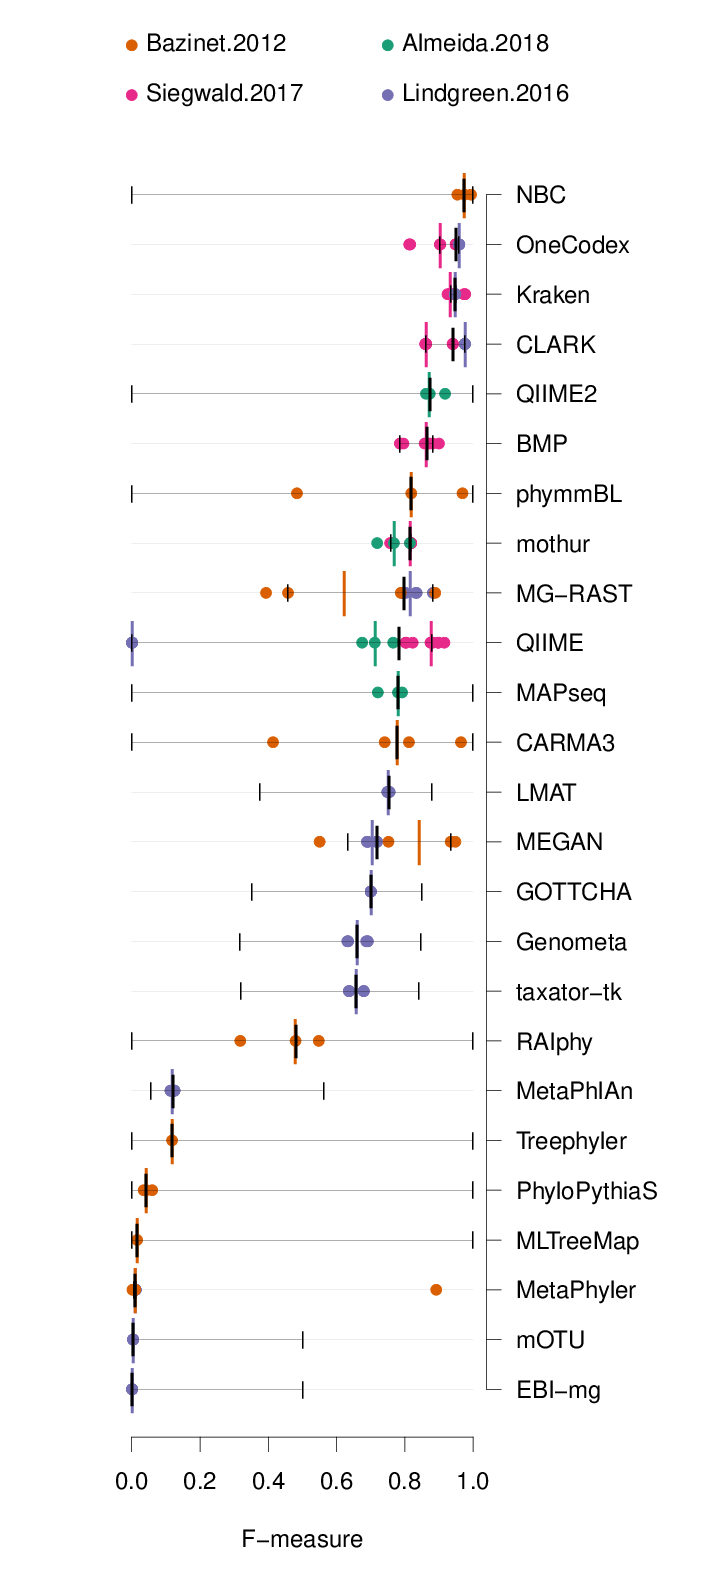 Bazinet.2012 Almeida.2018
Siegwald.2017 Lindgreen.2016
NBC
OneCodex
Kraken
CLARK
QIIME2
BMP
phymmBL
mothur
MG−RAST
QIIME
MAPseq
CARMA3
LMAT
MEGAN
GOTTCHA
Genometa
taxator−tk
RAIphy
MetaPhlAn
Treephyler
PhyloPythiaS
MLTreeMap
MetaPhyler
mOTU
EBI−mg
0.0 0.2 0.4 0.6 0.8 1.0
F−measure